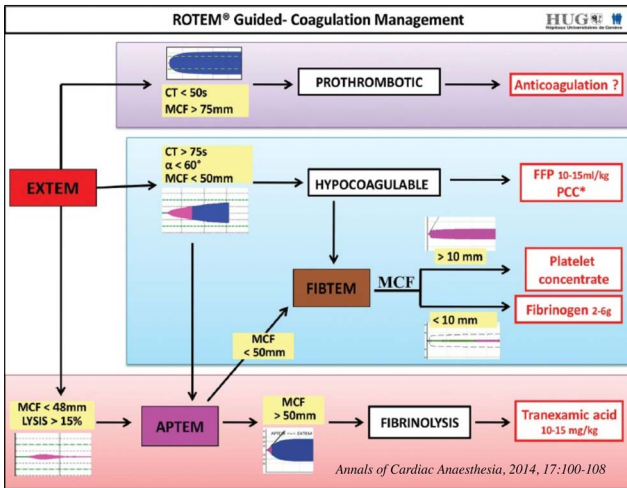 ROTEM® Guided- Coagulation Management
HUG
Hôpitaux Universitaires de Genève
CT < 50s
MCF > 75mm
PROTHROMBOTIC
Anticoagulation ?
EXTEM
CT > 75s
α < 60°
MCF < 50mm
HYPOCOAGULABLE
FFP 10-15ml/kg
PCC*
> 10 mm
FIBTEM
MCF
Platelet
concentrate
< 10 mm
Fibrinogen 2-6g
MCF
< 50mm
MCF < 48mm
LYSIS > 15%
APTEM
MCF
> 50mm
APTEM
EXTEM
FIBRINOLYSIS
Tranexamic acid
10-15 mg/kg
Annals of Cardiac Anaesthesia, 2014, 17:100-108